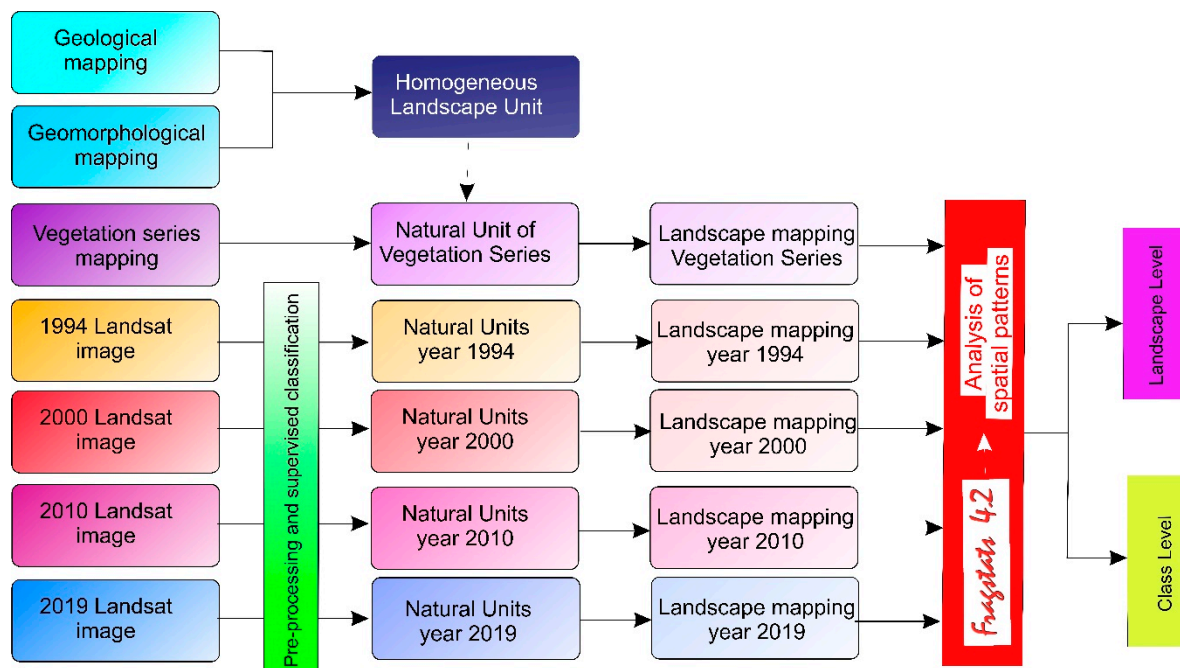 Geological
mapping
Geomorphological
mapping
Homogeneous
Landscape Unit
Vegetation series
mapping
Natural Unit of
Vegetation Series
Landscape mapping
Vegetation Series
1994 Landsat
image
Natural Units
year 1994
Landscape mapping
year 1994
2000 Landsat
image
Natural Units
year 2000
Landscape mapping
year 2000
2010 Landsat
image
Natural Units
year 2010
Landscape mapping
year 2010
2019 Landsat
image
Natural Units
year 2019
Landscape mapping
year 2019
Pre-processing and supervised classification
Analysis of
spatial patterns
Fragstats 4.2
Landscape Level
Class Level